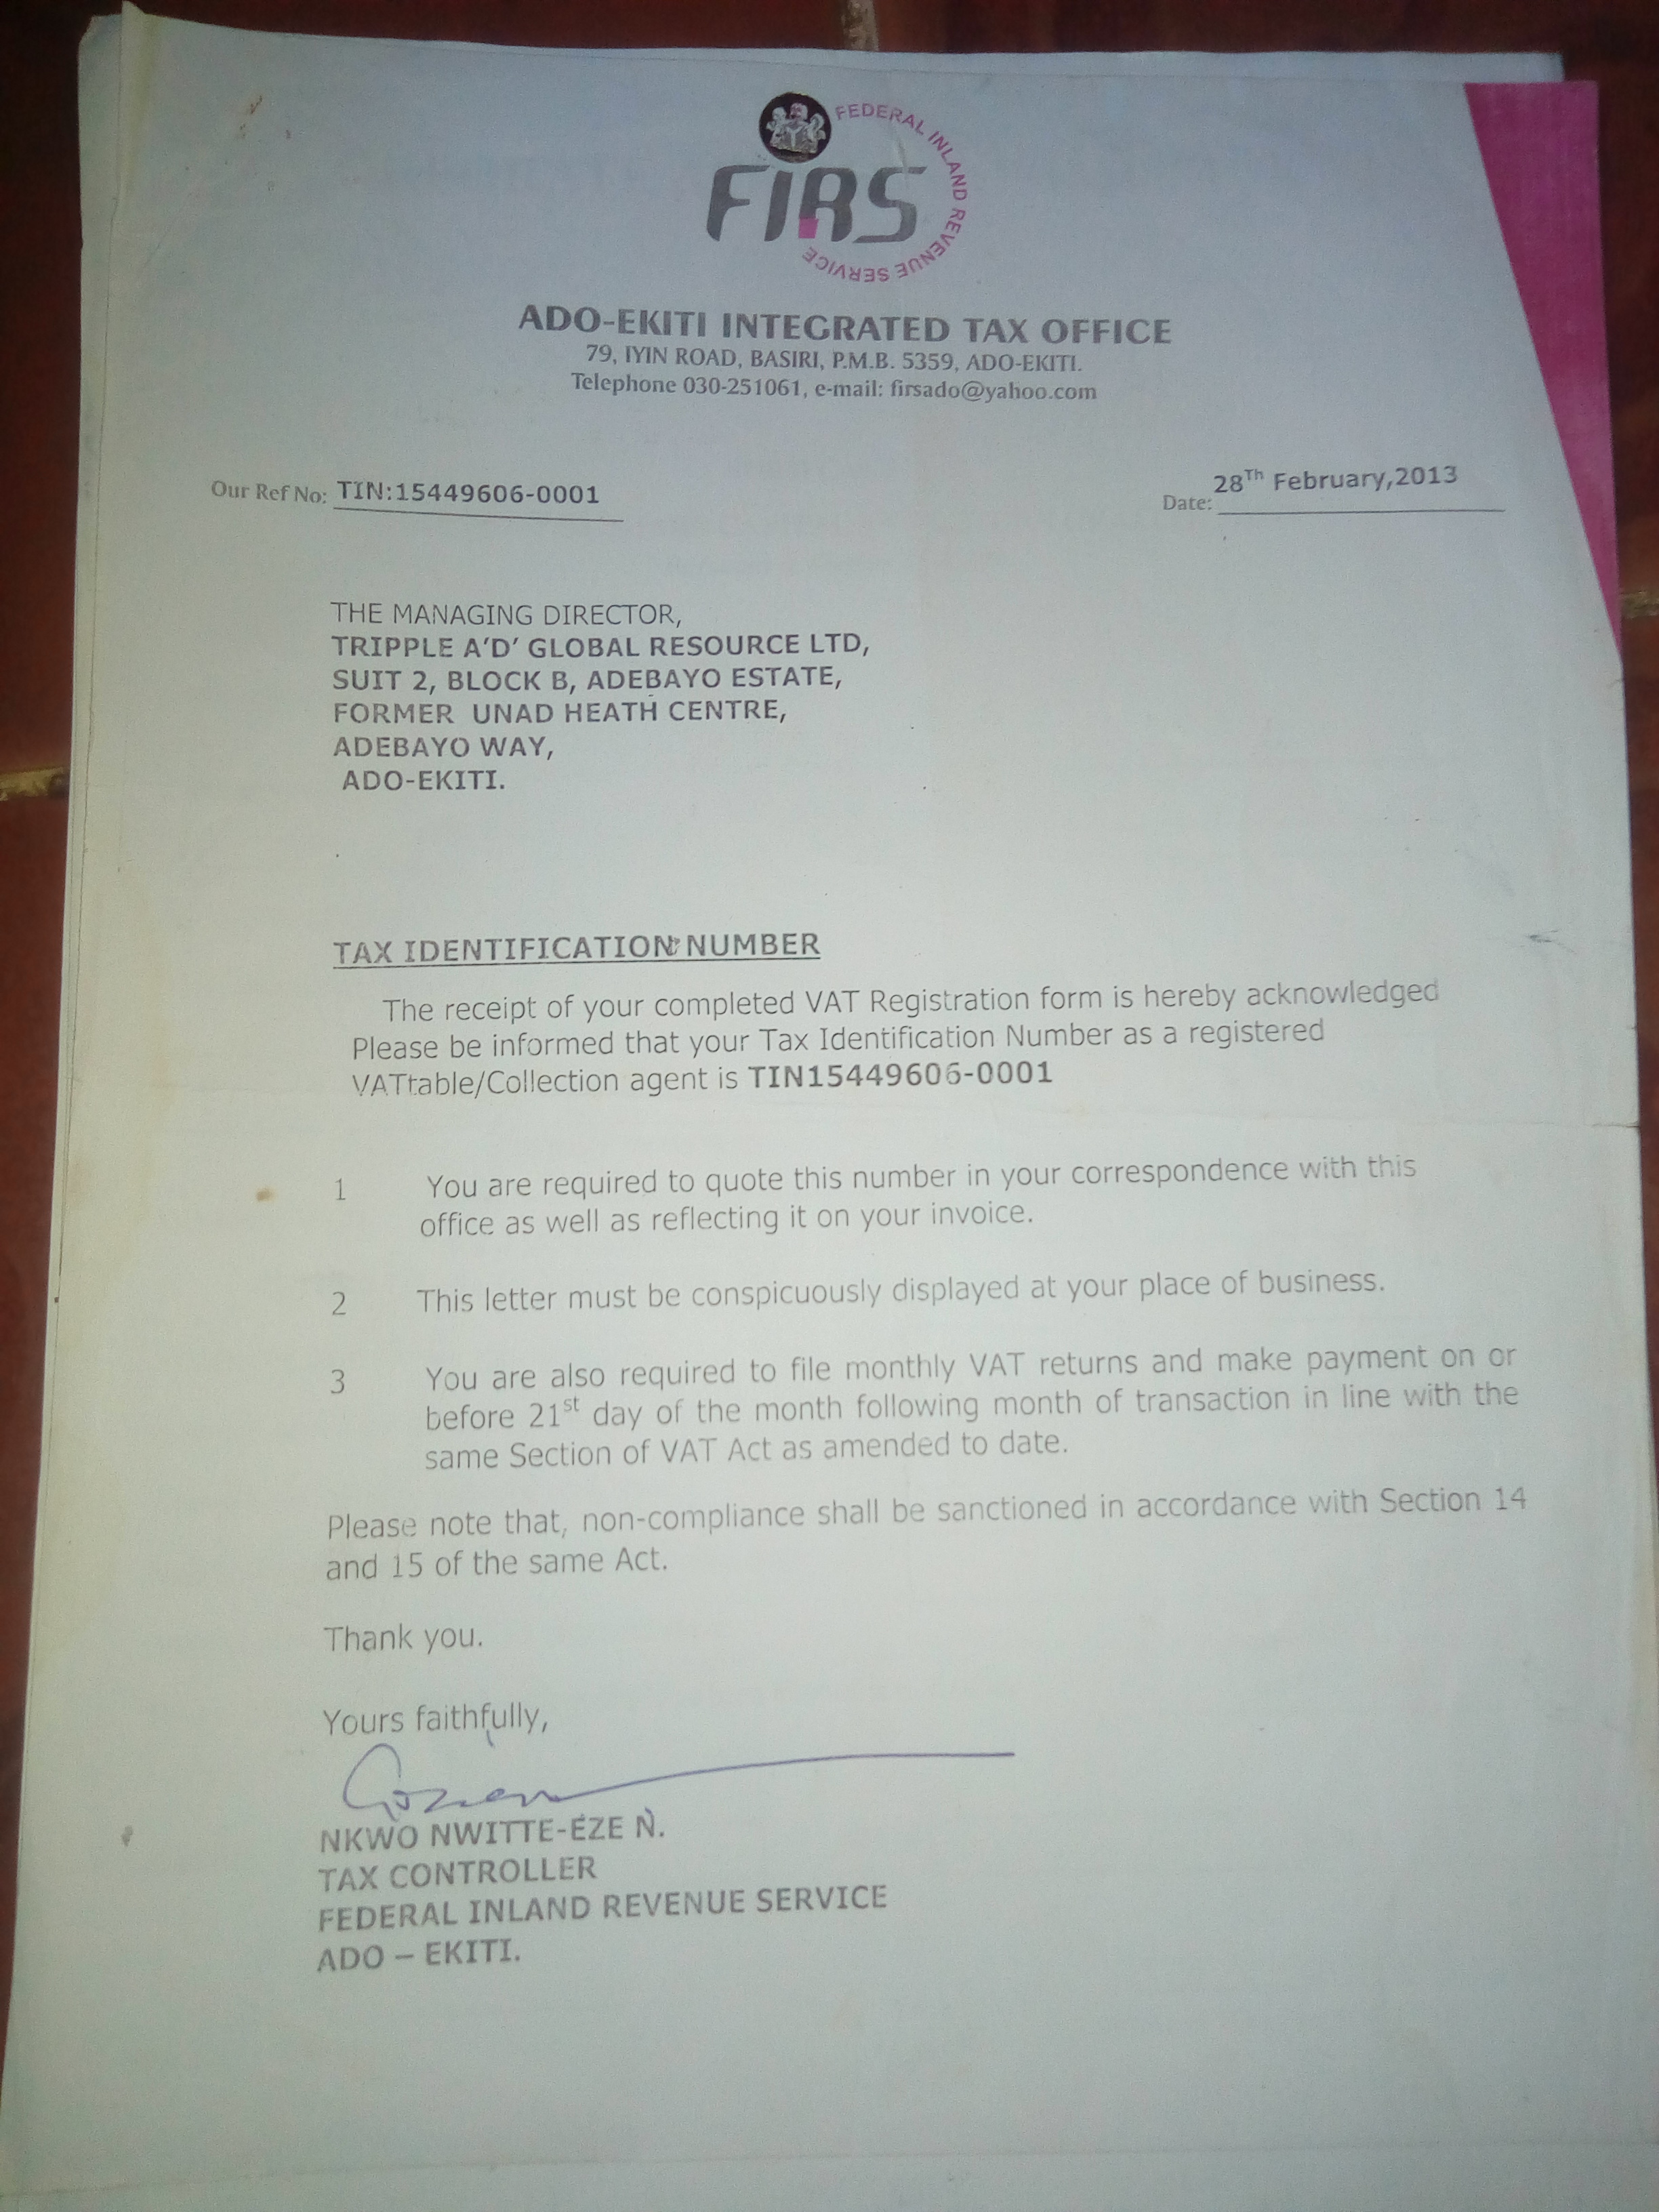 FEDERAL INLAND REVENUE SERVICE
FIRS
ADO-EKITI INTEGRATED TAX OFFICE
79, IYIN ROAD, BASIRI, P.M.B. 5359, ADO-EKITI.
Telephone 030-251061, e-mail: firsado@yahoo.com
Our Ref No: TIN:15449606-0001
Date: 28Th February,2013
THE MANAGING DIRECTOR,
TRIPPLE A'D' GLOBAL RESOURCE LTD,
SUIT 2, BLOCK B, ADEBAYO ESTATE,
FORMER UNAD HEATH CENTRE,
ADEBAYO WAY,
ADO-EKITI.
TAX IDENTIFICATION NUMBER
The receipt of your completed VAT Registration form is hereby acknowledged
Please be informed that your Tax Identification Number as a registered
VATtable/Collection agent is TIN15449606-0001
1 You are required to quote this number in your correspondence with this
office as well as reflecting it on your invoice.
2 This letter must be conspicuously displayed at your place of business.
3 You are also required to file monthly VAT returns and make payment on or
before 21st day of the month following month of transaction in line with the
same Section of VAT Act as amended to date.
Please note that, non-compliance shall be sanctioned in accordance with Section 14
and 15 of the same Act.
Thank you.
Yours faithfully,
NKWO NWITTE-EZE N.
TAX CONTROLLER
FEDERAL INLAND REVENUE SERVICE
ADO – EKITI.